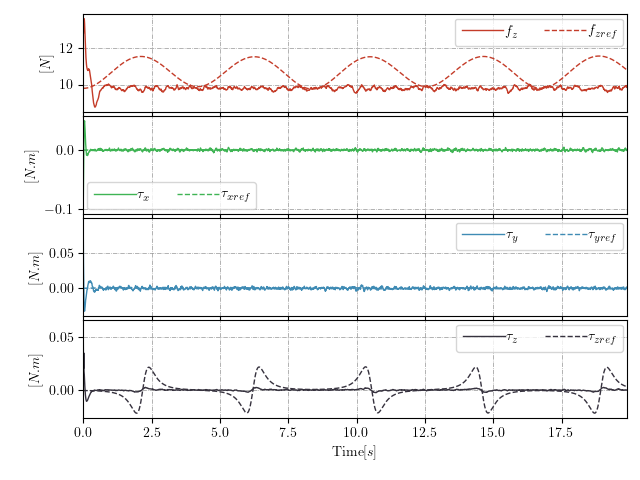 12
10
[N]
f_z f_zref
0.0
−0.1
[N.m]
τ_x τ_xref
0.05
0.00
[N.m]
τ_y τ_yref
0.05
0.00
[N.m]
τ_z τ_zref
0.0 2.5 5.0 7.5 10.0 12.5 15.0 17.5
Time[s]